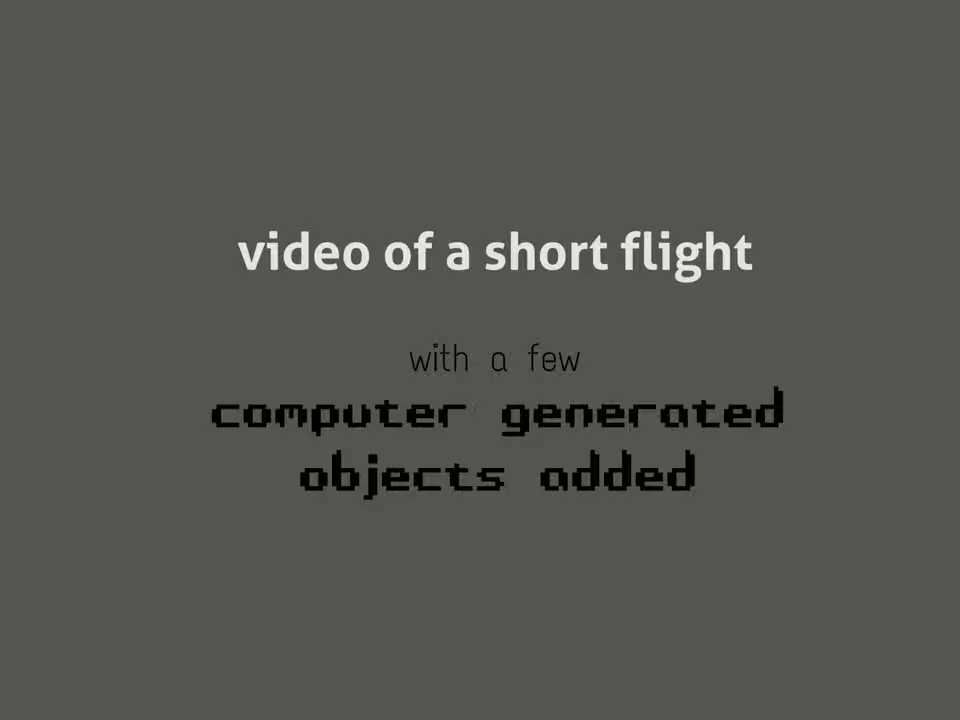 video of a short flight
with a few
computer generated
objects added